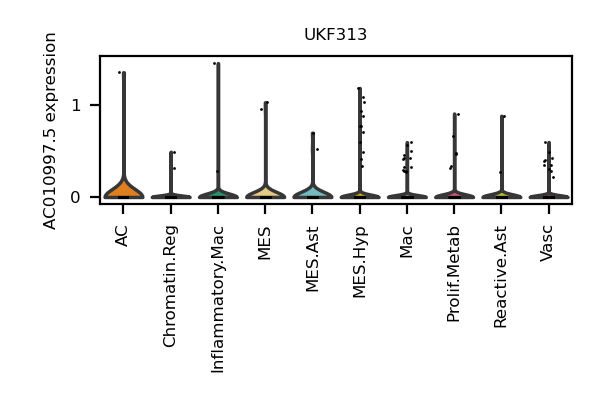 UKF313
AC010997.5 expression
1
0
AC
Chromatin.Reg
Inflammatory.Mac
MES
MES.Ast
MES.Hyp
Mac
Prolif.Metab
Reactive.Ast
Vasc